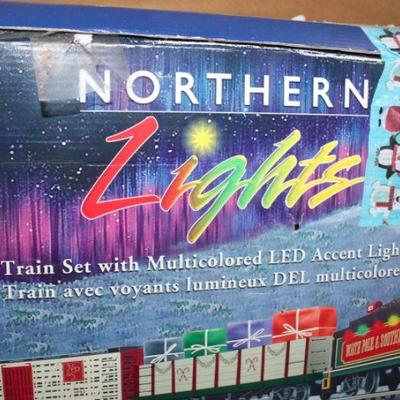 NORTHERN
Lights
Train Set with Multicolored LED Accent Ligh
Train avec voyants lumineux DEL multicolore